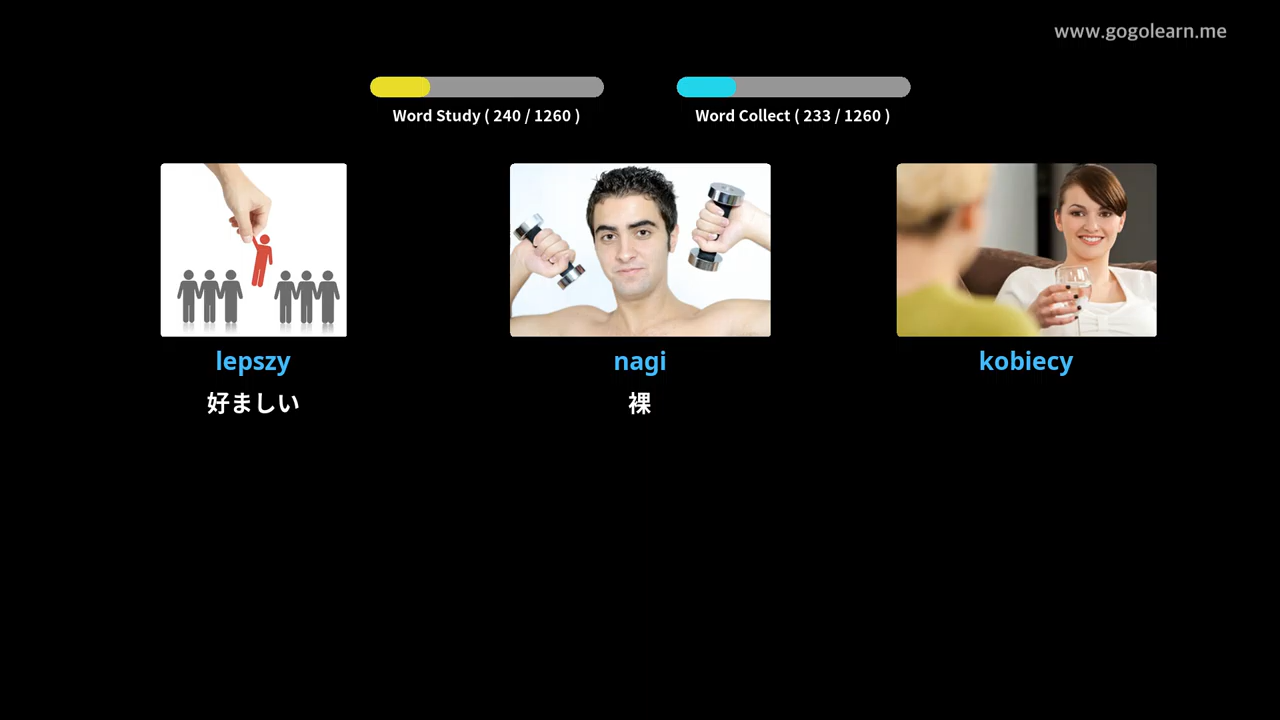 www.gogolearn.me
Word Study ( 240 / 1260 )
Word Collect ( 233 / 1260 )
lepszy
nagi
kobiecy
好ましい
裸